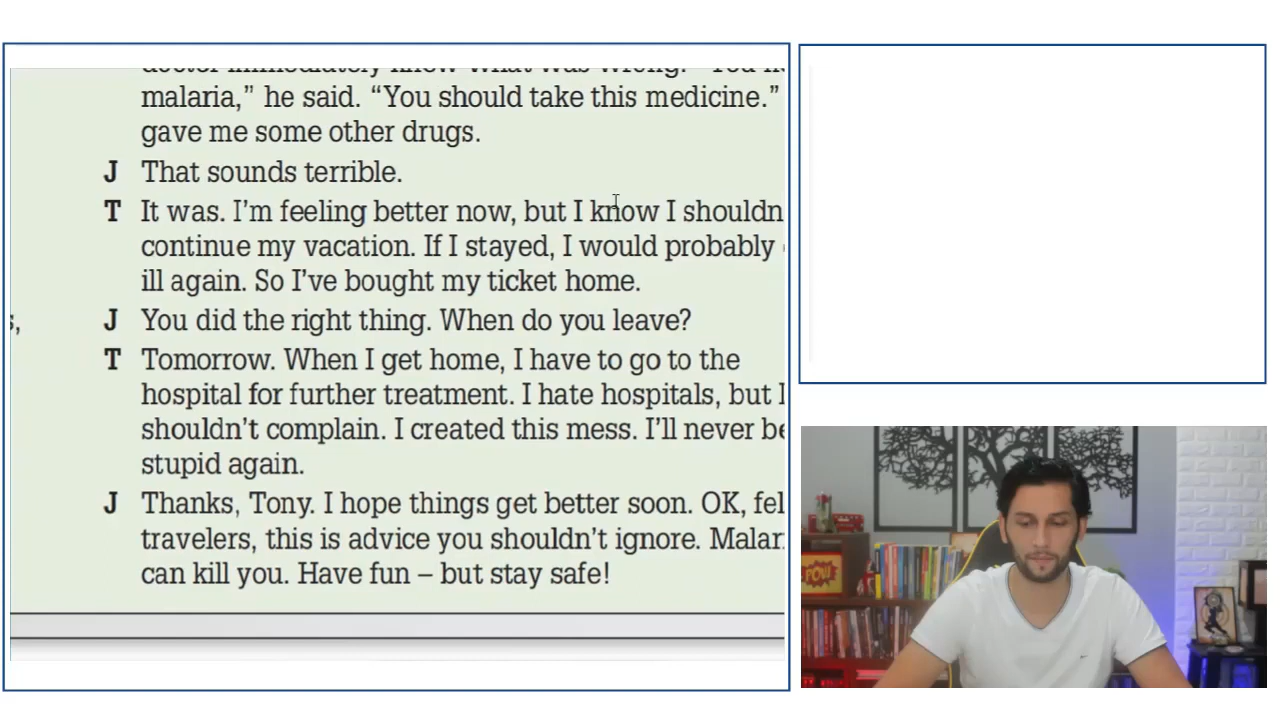 malaria,” he said. “You should take this medicine.”
gave me some other drugs.
J That sounds terrible.
T It was. I’m feeling better now, but I know I shouldn
continue my vacation. If I stayed, I would probably
ill again. So I’ve bought my ticket home.
J You did the right thing. When do you leave?
T Tomorrow. When I get home, I have to go to the
hospital for further treatment. I hate hospitals, but I
shouldn’t complain. I created this mess. I’ll never be
stupid again.
J Thanks, Tony. I hope things get better soon. OK, fel
travelers, this is advice you shouldn’t ignore. Malar
can kill you. Have fun – but stay safe!
POW